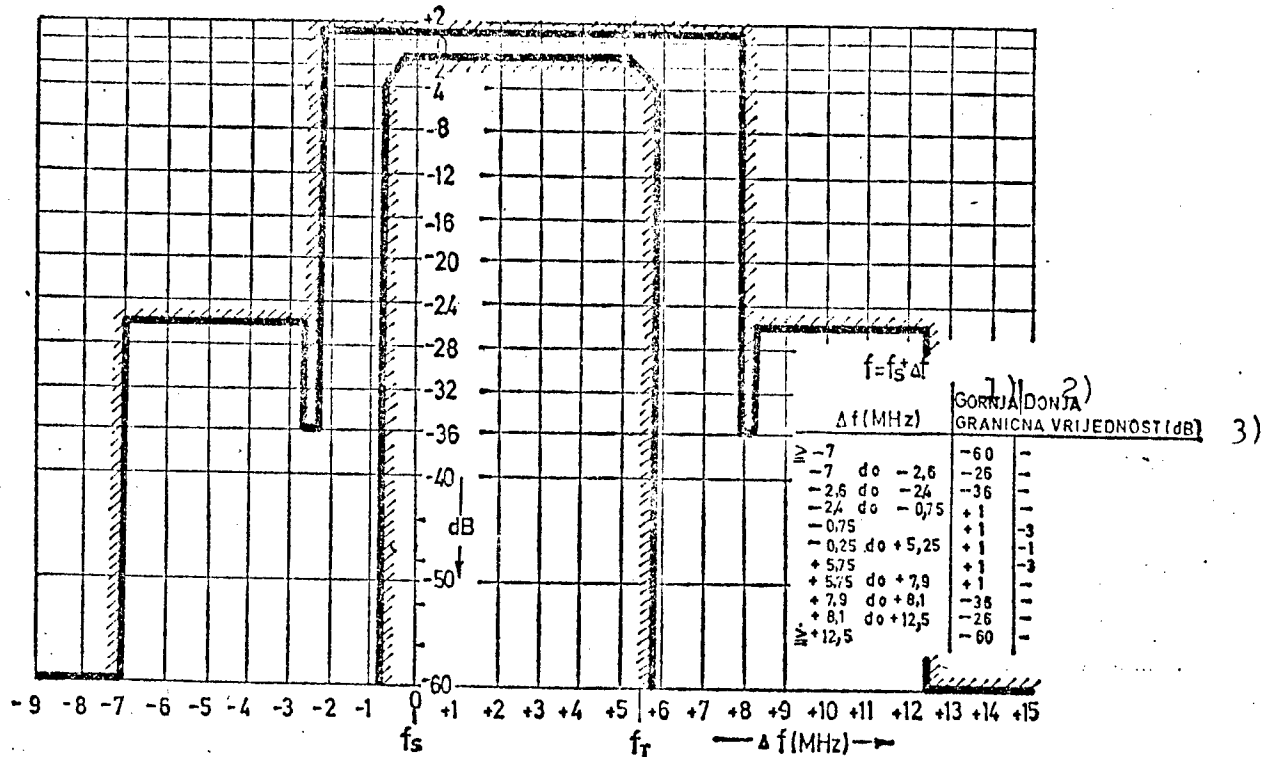 +2
0
-4
-8
-12
-16
-20
-24
-28
-32
-36
-40
dB
-50
-60
f=fs+Δf
1) 2)
GORNJA DONJA
Δ f (MHz) GRANICNA VRIJEDNOST (dB) 3)
≧ -7 -60 -
-7 do -2,6 -26 -
-2,6 do -2,4 -36 -
-2,4 do -0,75 +1 -
-0,75 +1 -3
-0,25 do +5,25 +1 -1
+5,75 +1 -3
+5,75 do +7,9 +1 -
+7,9 do +8,1 -36 -
+8,1 do +12,5 -26 -
≧ +12,5 -60 -
-9 -8 -7 -6 -5 -4 -3 -2 -1 0 +1 +2 +3 +4 +5 +6 +7 +8 +9 +10 +11 +12 +13 +14 +15
fs fT Δ f (MHz)